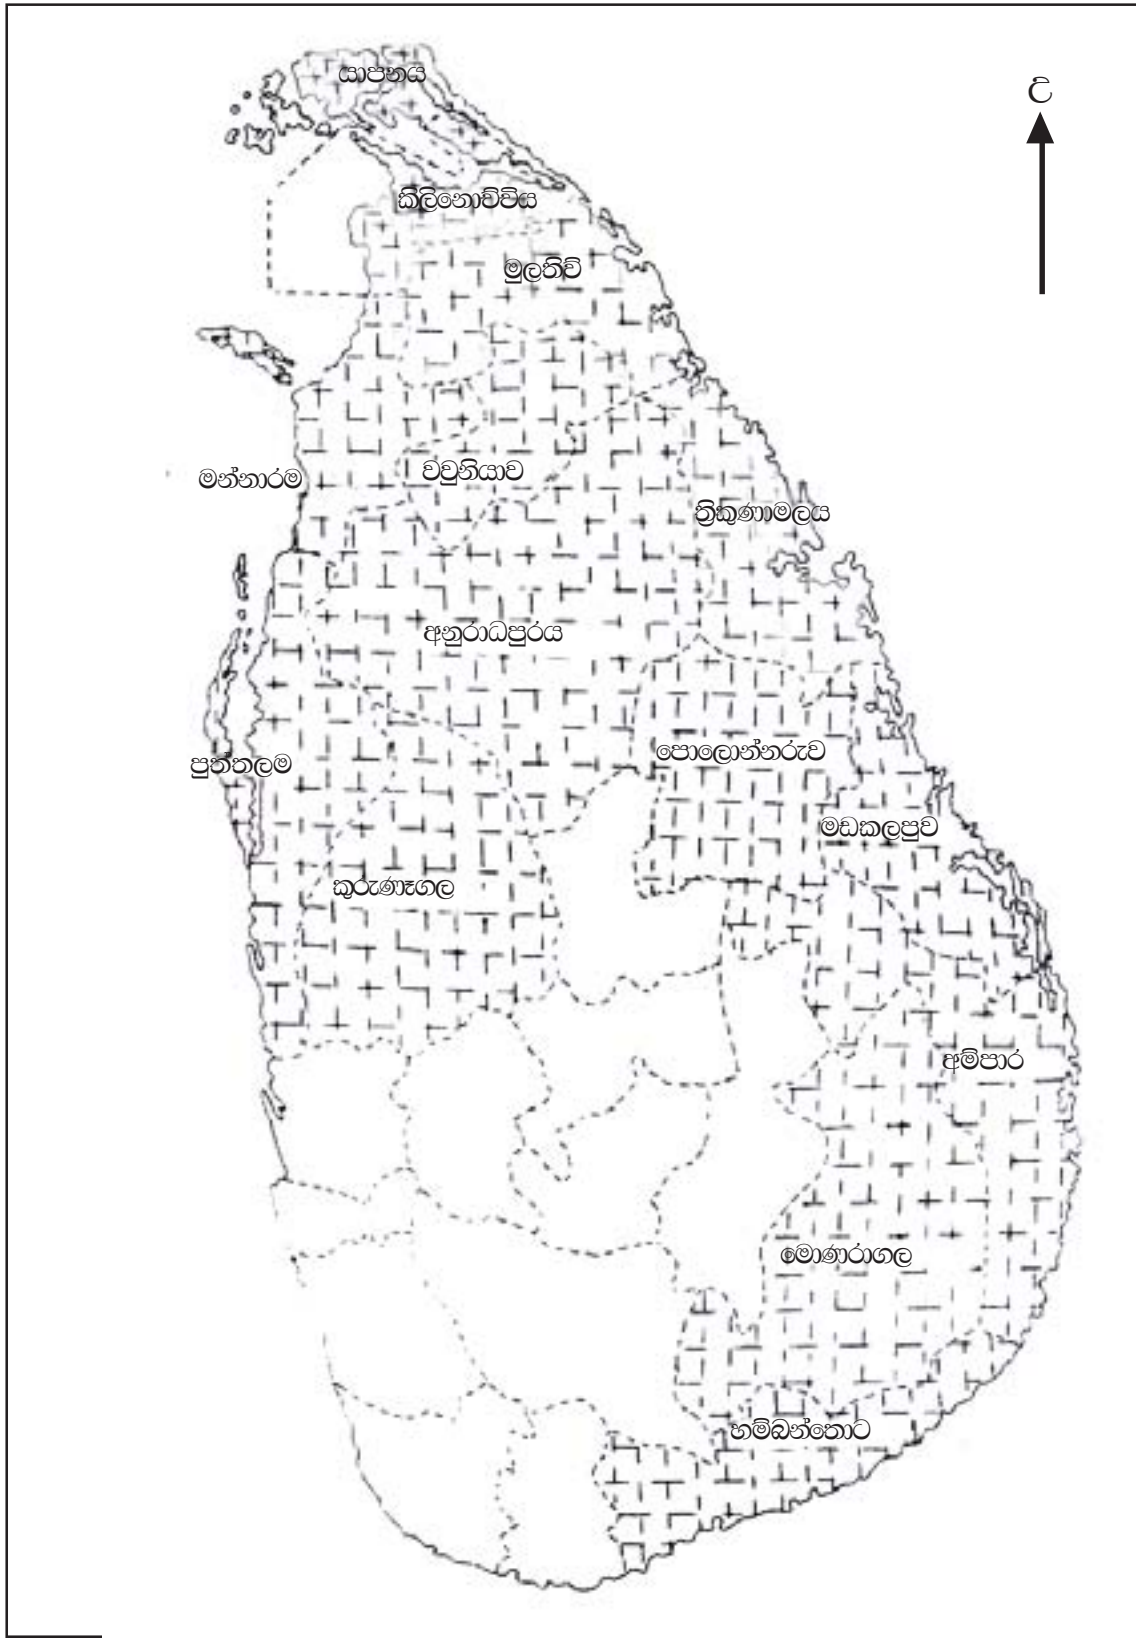 යාපනය
උ
කිලිනොච්චිය
මුලතිව්
මන්නාරම
වවුනියාව
ත්‍රිකුණාමලය
අනුරාධපුරය
පුත්තලම
පොලොන්නරුව
මඩකලපුව
කුරුණෑගල
අම්පාර
මොණරාගල
හම්බන්තොට